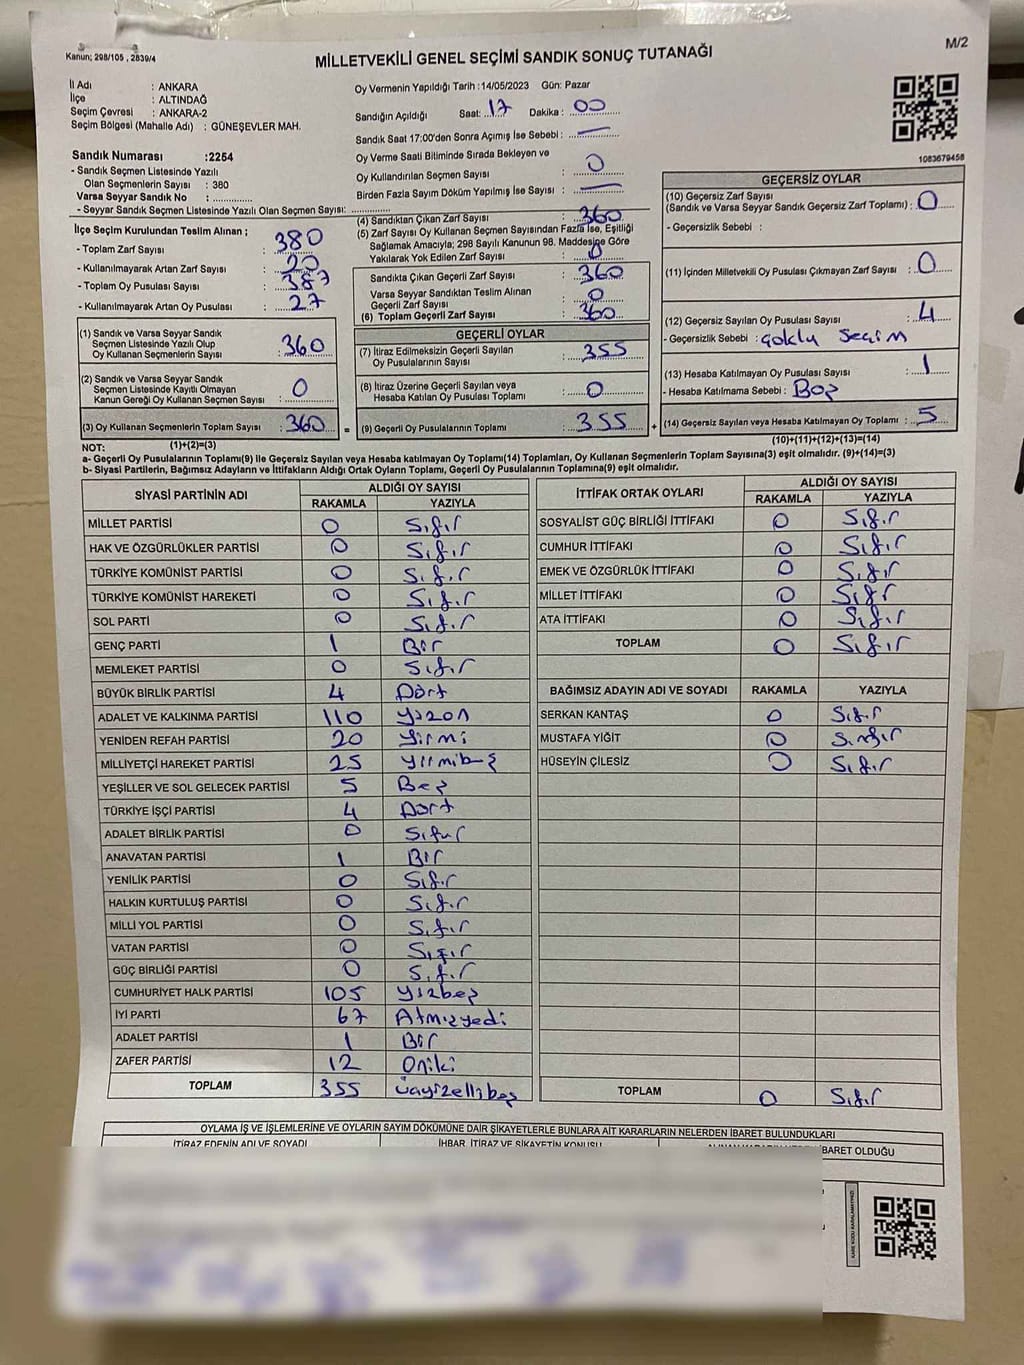 Kanun; 298/105 , 2839/4
MİLLETVEKİLİ GENEL SEÇİMİ SANDIK SONUÇ TUTANAĞI
M/2
İl Adı : ANKARA
İlçe : ALTINDAĞ
Seçim Çevresi : ANKARA-2
Seçim Bölgesi (Mahalle Adı) : GÜNEŞEVLER MAH.
Oy Vermenin Yapıldığı Tarih :14/05/2023 Gün: Pazar
Sandığın Açıldığı Saat: 17 Dakika : 00
Sandık Saat 17:00'den Sonra Açılmış İse Sebebi : —
Oy Verme Saati Bitiminde Sırada Bekleyen ve
Oy Kullandırılan Seçmen Sayısı : 0
Birden Fazla Sayım Döküm Yapılmış İse Sayısı : —
1083679458
Sandık Numarası :2254
- Sandık Seçmen Listesinde Yazılı
Olan Seçmenlerin Sayısı : 380
Varsa Seyyar Sandık No : ..............
- Seyyar Sandık Seçmen Listesinde Yazılı Olan Seçmen Sayısı: ..............
İlçe Seçim Kurulundan Teslim Alınan ;
- Toplam Zarf Sayısı : 380
- Kullanılmayarak Artan Zarf Sayısı : 20
- Toplam Oy Pusulası Sayısı : 387
- Kullanılmayarak Artan Oy Pusulası : 27
(1) Sandık ve Varsa Seyyar Sandık
Seçmen Listesinde Yazılı Olup
Oy Kullanan Seçmenlerin Sayısı : 360
(2) Sandık ve Varsa Seyyar Sandık
Seçmen Listesinde Kayıtlı Olmayan
Kanun Gereği Oy Kullanan Seçmen Sayısı : 0
(3) Oy Kullanan Seçmenlerin Toplam Sayısı : 360 =
(1)+(2)=(3)
(4) Sandıktan Çıkan Zarf Sayısı : 360
(5) Zarf Sayısı Oy Kullanan Seçmen Sayısından Fazla İse, Eşitliği
Sağlamak Amacıyla; 298 Sayılı Kanunun 98. Maddesine Göre
Yakılarak Yok Edilen Zarf Sayısı : 0
Sandıkta Çıkan Geçerli Zarf Sayısı : 360
Varsa Seyyar Sandıktan Teslim Alınan
Geçerli Zarf Sayısı : 0
(6) Toplam Geçerli Zarf Sayısı : 360
GEÇERLİ OYLAR
(7) İtiraz Edilmeksizin Geçerli Sayılan
Oy Pusulalarının Sayısı : 355
(8) İtiraz Üzerine Geçerli Sayılan veya
Hesaba Katılan Oy Pusulası Toplamı : 0
(9) Geçerli Oy Pusulalarının Toplamı : 355 +
GEÇERSİZ OYLAR
(10) Geçersiz Zarf Sayısı
(Sandık ve Varsa Seyyar Sandık Geçersiz Zarf Toplamı) : 0
- Geçersizlik Sebebi :
(11) İçinden Milletvekili Oy Pusulası Çıkmayan Zarf Sayısı : 0
(12) Geçersiz Sayılan Oy Pusulası Sayısı : 4
- Geçersizlik Sebebi : Çoklu Seçim
(13) Hesaba Katılmayan Oy Pusulası Sayısı : 1
- Hesaba Katılmama Sebebi : Boş
(14) Geçersiz Sayılan veya Hesaba Katılmayan Oy Toplamı : 5
(10)+(11)+(12)+(13)=(14)
NOT:
a- Geçerli Oy Pusulalarının Toplamı(9) ile Geçersiz Sayılan veya Hesaba Katılmayan Oy Toplamı(14) Toplamları, Oy Kullanan Seçmenlerin Toplam Sayısına(3) eşit olmalıdır. (9)+(14)=(3)
b- Siyasi Partilerin, Bağımsız Adayların ve İttifakların Aldığı Ortak Oyların Toplamı, Geçerli Oy Pusulalarının Toplamına(9) eşit olmalıdır.
SİYASİ PARTİNİN ADI ALDIĞI OY SAYISI
RAKAMLA YAZIYLA
MİLLET PARTİSİ 0 Sıfır
HAK VE ÖZGÜRLÜKLER PARTİSİ 0 Sıfır
TÜRKİYE KOMÜNİST PARTİSİ 0 Sıfır
TÜRKİYE KOMÜNİST HAREKETİ 0 Sıfır
SOL PARTİ 0 Sıfır
GENÇ PARTİ 1 Bir
MEMLEKET PARTİSİ 0 Sıfır
BÜYÜK BİRLİK PARTİSİ 4 Dört
ADALET VE KALKINMA PARTİSİ 110 Yüzon
YENİDEN REFAH PARTİSİ 20 Yirmi
MİLLİYETÇİ HAREKET PARTİSİ 25 Yirmibeş
YEŞİLLER VE SOL GELECEK PARTİSİ 5 Beş
TÜRKİYE İŞÇİ PARTİSİ 4 Dört
ADALET BİRLİK PARTİSİ 0 Sıfır
ANAVATAN PARTİSİ 1 Bir
YENİLİK PARTİSİ 0 Sıfır
HALKIN KURTULUŞ PARTİSİ 0 Sıfır
MİLLİ YOL PARTİSİ 0 Sıfır
VATAN PARTİSİ 0 Sıfır
GÜÇ BİRLİĞİ PARTİSİ 0 Sıfır
CUMHURİYET HALK PARTİSİ 105 Yüzbeş
İYİ PARTİ 67 Atmışyedi
ADALET PARTİSİ 1 Bir
ZAFER PARTİSİ 12 Oniki
TOPLAM 355 Üçyüzellibeş
İTTİFAK ORTAK OYLARI ALDIĞI OY SAYISI
RAKAMLA YAZIYLA
SOSYALİST GÜÇ BİRLİĞİ İTTİFAKI 0 Sıfır
CUMHUR İTTİFAKI 0 Sıfır
EMEK VE ÖZGÜRLÜK İTTİFAKI 0 Sıfır
MİLLET İTTİFAKI 0 Sıfır
ATA İTTİFAKI 0 Sıfır
TOPLAM 0 Sıfır
BAĞIMSIZ ADAYIN ADI VE SOYADI RAKAMLA YAZIYLA
SERKAN KANTAŞ 0 Sıfır
MUSTAFA YİĞİT 0 Sıfır
HÜSEYİN ÇİLESİZ 0 Sıfır
TOPLAM 0 Sıfır
OYLAMA İŞ VE İŞLEMLERİNE VE OYLARIN SAYIM DÖKÜMÜNE DAİR ŞİKAYETLERLE BUNLARA AİT KARARLARIN NELERDEN İBARET BULUNDUKLARI
İTİRAZ EDENİN ADI VE SOYADI İHBAR, İTİRAZ VE ŞİKAYETİN KONUSU İBARET OLDUĞU